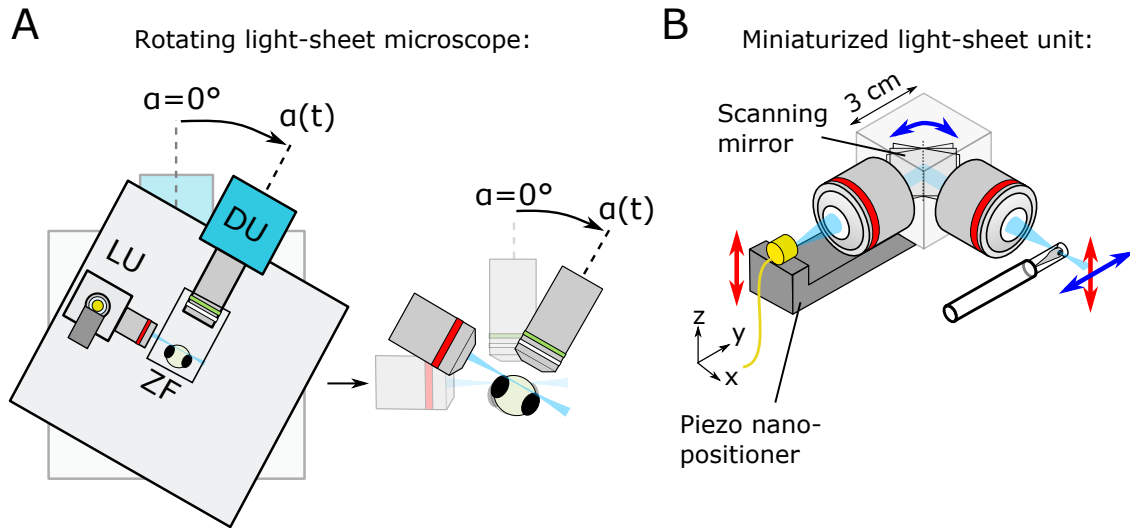 A
Rotating light-sheet microscope:
ɑ=0°
ɑ(t)
DU
LU
ZF
ɑ=0°
ɑ(t)
B
Miniaturized light-sheet unit:
3 cm
Scanning
mirror
z
y
x
Piezo nano-
positioner